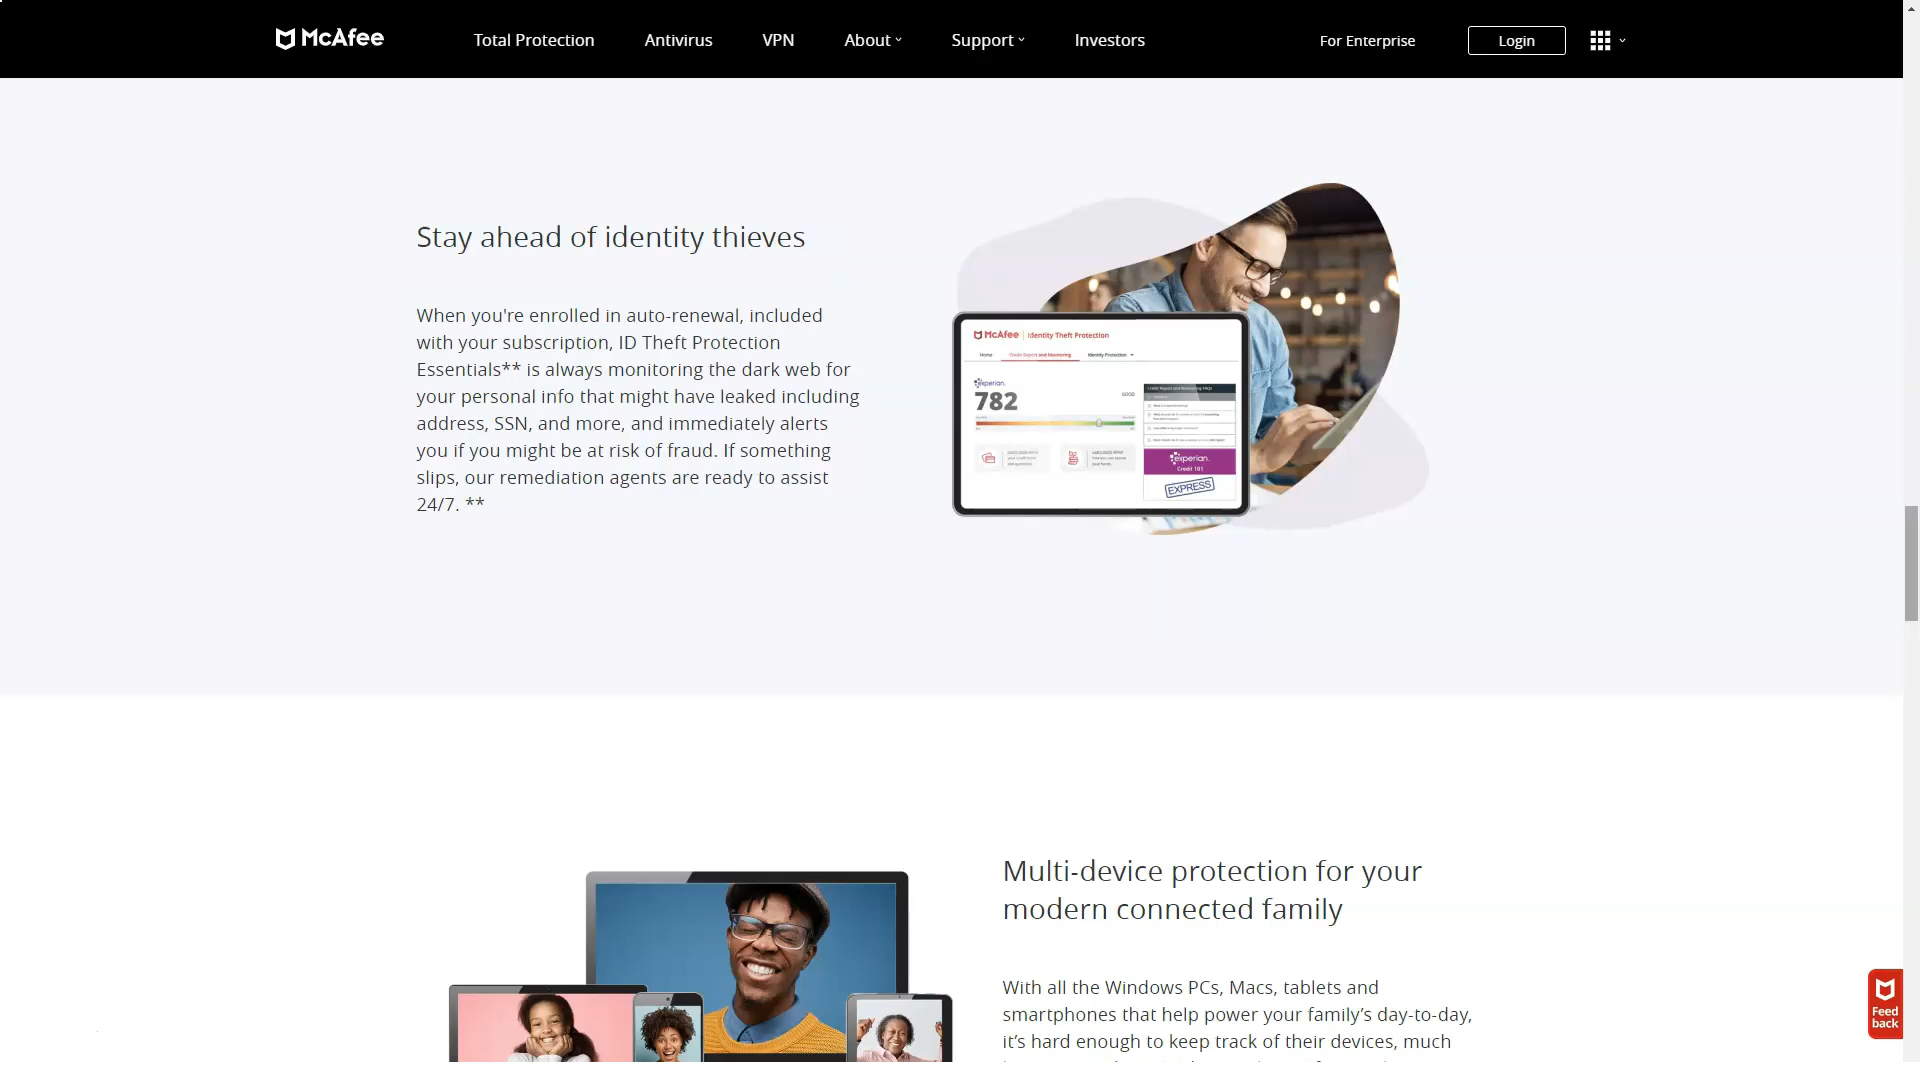 McAfee
Total Protection
Antivirus
VPN
About
Support
Investors
For Enterprise
Login
Stay ahead of identity thieves
When you're enrolled in auto-renewal, included
with your subscription, ID Theft Protection
Essentials** is always monitoring the dark web for
your personal info that might have leaked including
address, SSN, and more, and immediately alerts
you if you might be at risk of fraud. If something
slips, our remediation agents are ready to assist
24/7. **
McAfee | Identity Theft Protection
Home
Credit Report and Monitoring
Identity Protection
experian.
782
GOOD
experian.
Credit 101
EXPRESS
Multi-device protection for your
modern connected family
With all the Windows PCs, Macs, tablets and
smartphones that help power your family’s day-to-day,
it’s hard enough to keep track of their devices, much
Feed
back